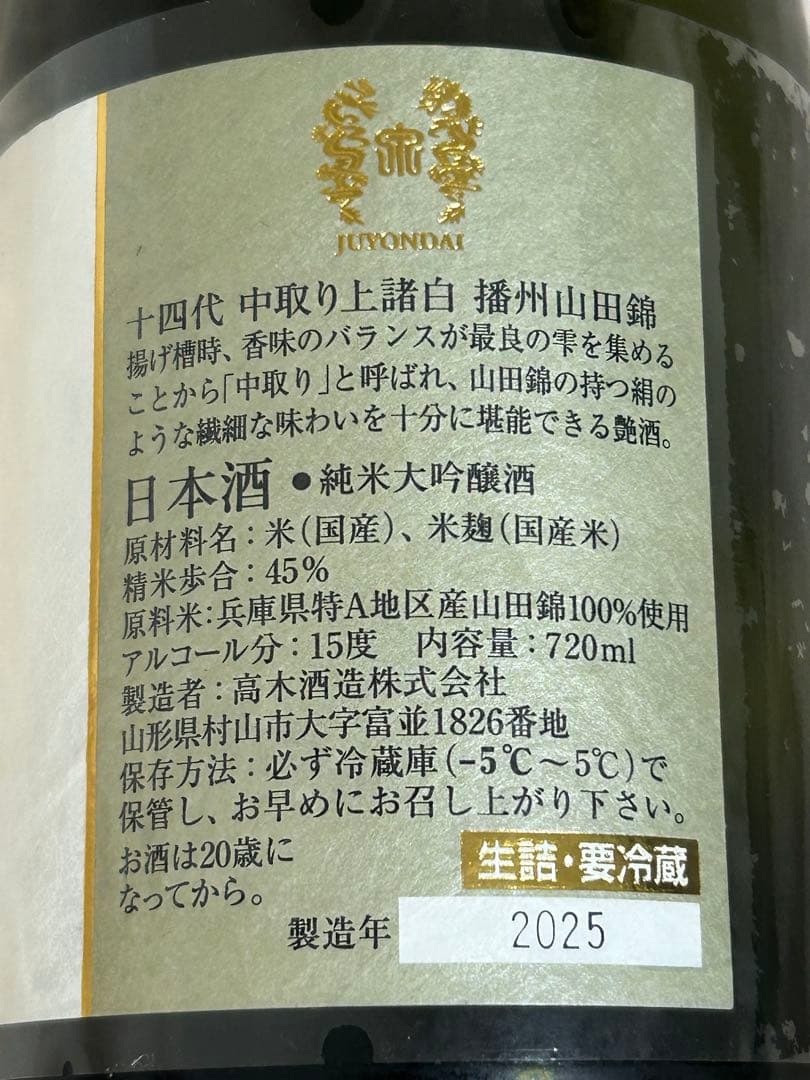 JUYONDAI
十四代 中取り上諸白 播州山田錦
揚げ槽時、香味のバランスが最良の雫を集める
ことから「中取り」と呼ばれ、山田錦の持つ絹の
ような繊細な味わいを十分に堪能できる艶酒。
日本酒 ●純米大吟醸酒
原材料名：米（国産）、米麹（国産米）
精米歩合：45％
原料米：兵庫県特A地区産山田錦100％使用
アルコール分：15度 内容量：720ml
製造者：高木酒造株式会社
山形県村山市大字富並1826番地
保存方法：必ず冷蔵庫（-5℃～5℃）で
保管し、お早めにお召し上がり下さい。
お酒は20歳に
なってから。
生詰・要冷蔵
製造年 2025